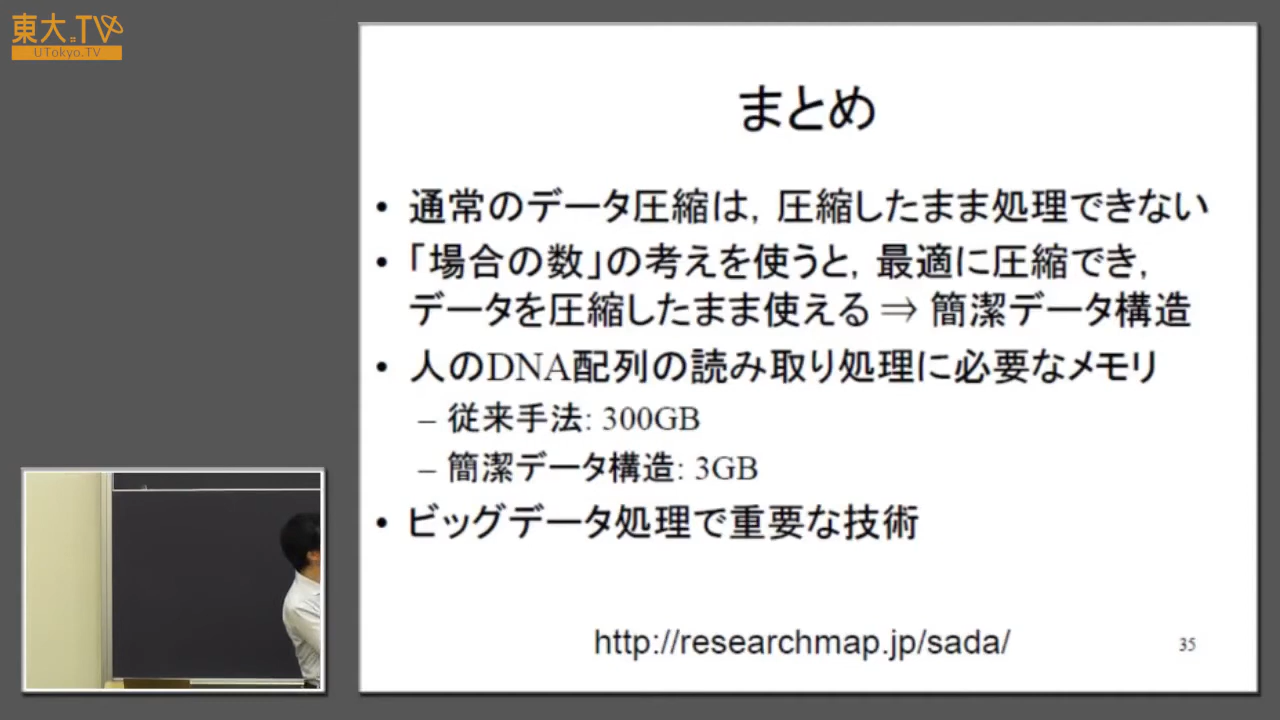 東大.TV
UTokyo.TV
まとめ
• 通常のデータ圧縮は，圧縮したまま処理できない
• 「場合の数」の考えを使うと，最適に圧縮でき，
データを圧縮したまま使える ⇒ 簡潔データ構造
• 人のDNA配列の読み取り処理に必要なメモリ
– 従来手法: 300GB
– 簡潔データ構造: 3GB
• ビッグデータ処理で重要な技術
http://researchmap.jp/sada/
35